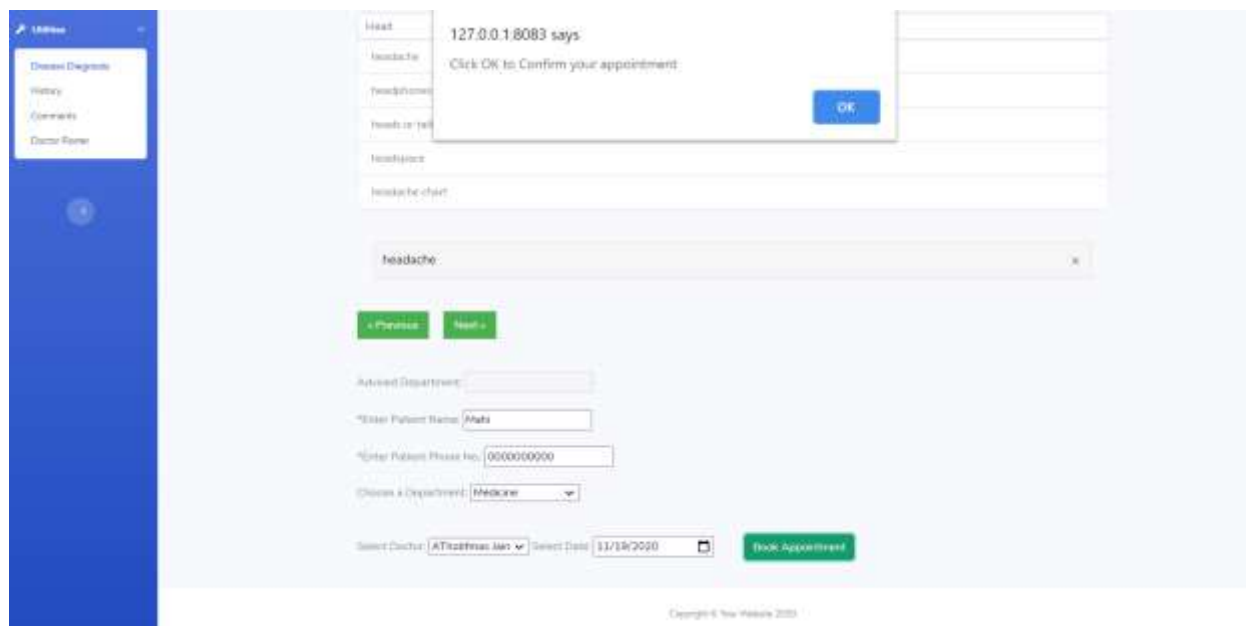 Utilities
Disease Diagnosis
History
Comments
Doctor Roster
Head
headache
headphones
heads or tail
headspace
headache chart
127.0.0.1:8083 says
Click OK to Confirm your appointment
OK
headache ×
« Previous Next »
Advised Department:
*Enter Patient Name: Mahi
*Enter Patient Phone No.: 0000000000
Choose a Department: Medicine
Select Doctor: Jain Select Date: 11/19/2020 Book Appointment
Copyright © Your Website 2020